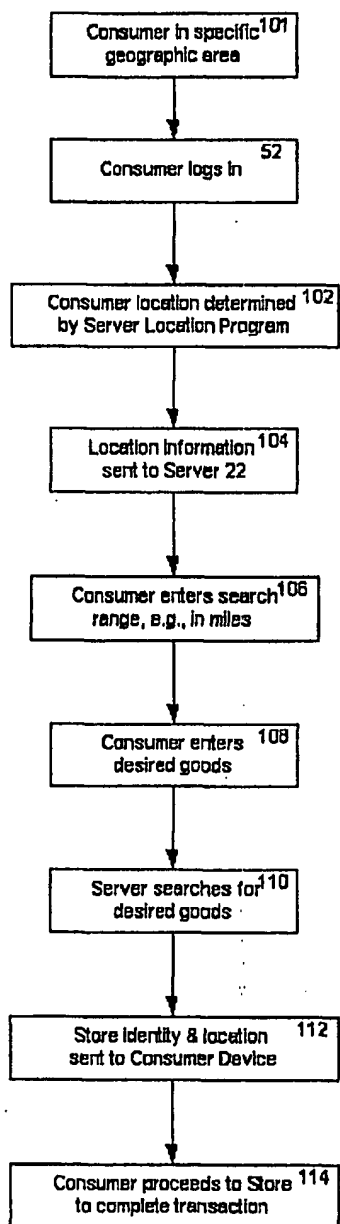 Consumer in specific 101
geographic area
52
Consumer logs in
Consumer location determined 102
by Server Location Program
Location Information 104
sent to Server 22
Consumer enters search 106
range, e.g., in miles
Consumer enters 108
desired goods
Server searches for 110
desired goods
Store identity & location 112
sent to Consumer Device
Consumer proceeds to Store 114
to complete transaction